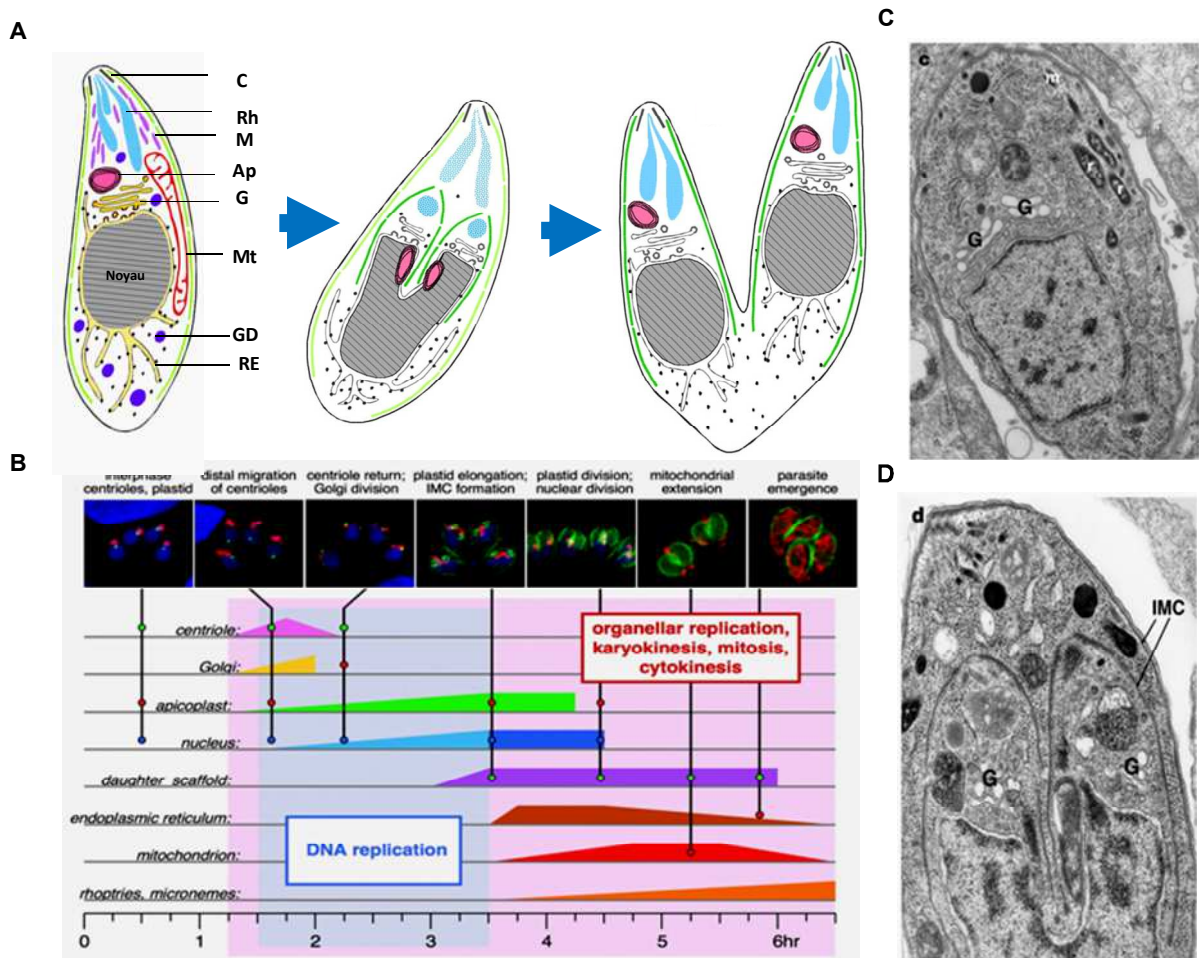 A
C
Rh
M
Ap
G
Mt
Noyau
GD
RE
B
interphase
centrioles, plastid
distal migration
of centrioles
centriole return;
Golgi division
plastid elongation;
IMC formation
plastid division;
nuclear division
mitochondrial
extension
parasite
emergence
centriole:
Golgi:
apicoplast:
nucleus:
daughter scaffold:
endoplasmic reticulum:
mitochondrion:
rhoptries, micronemes:
organellar replication,
karyokinesis, mitosis,
cytokinesis
DNA replication
0 1 2 3 4 5 6hr
C
c
m
G
G
D
d
IMC
G
G